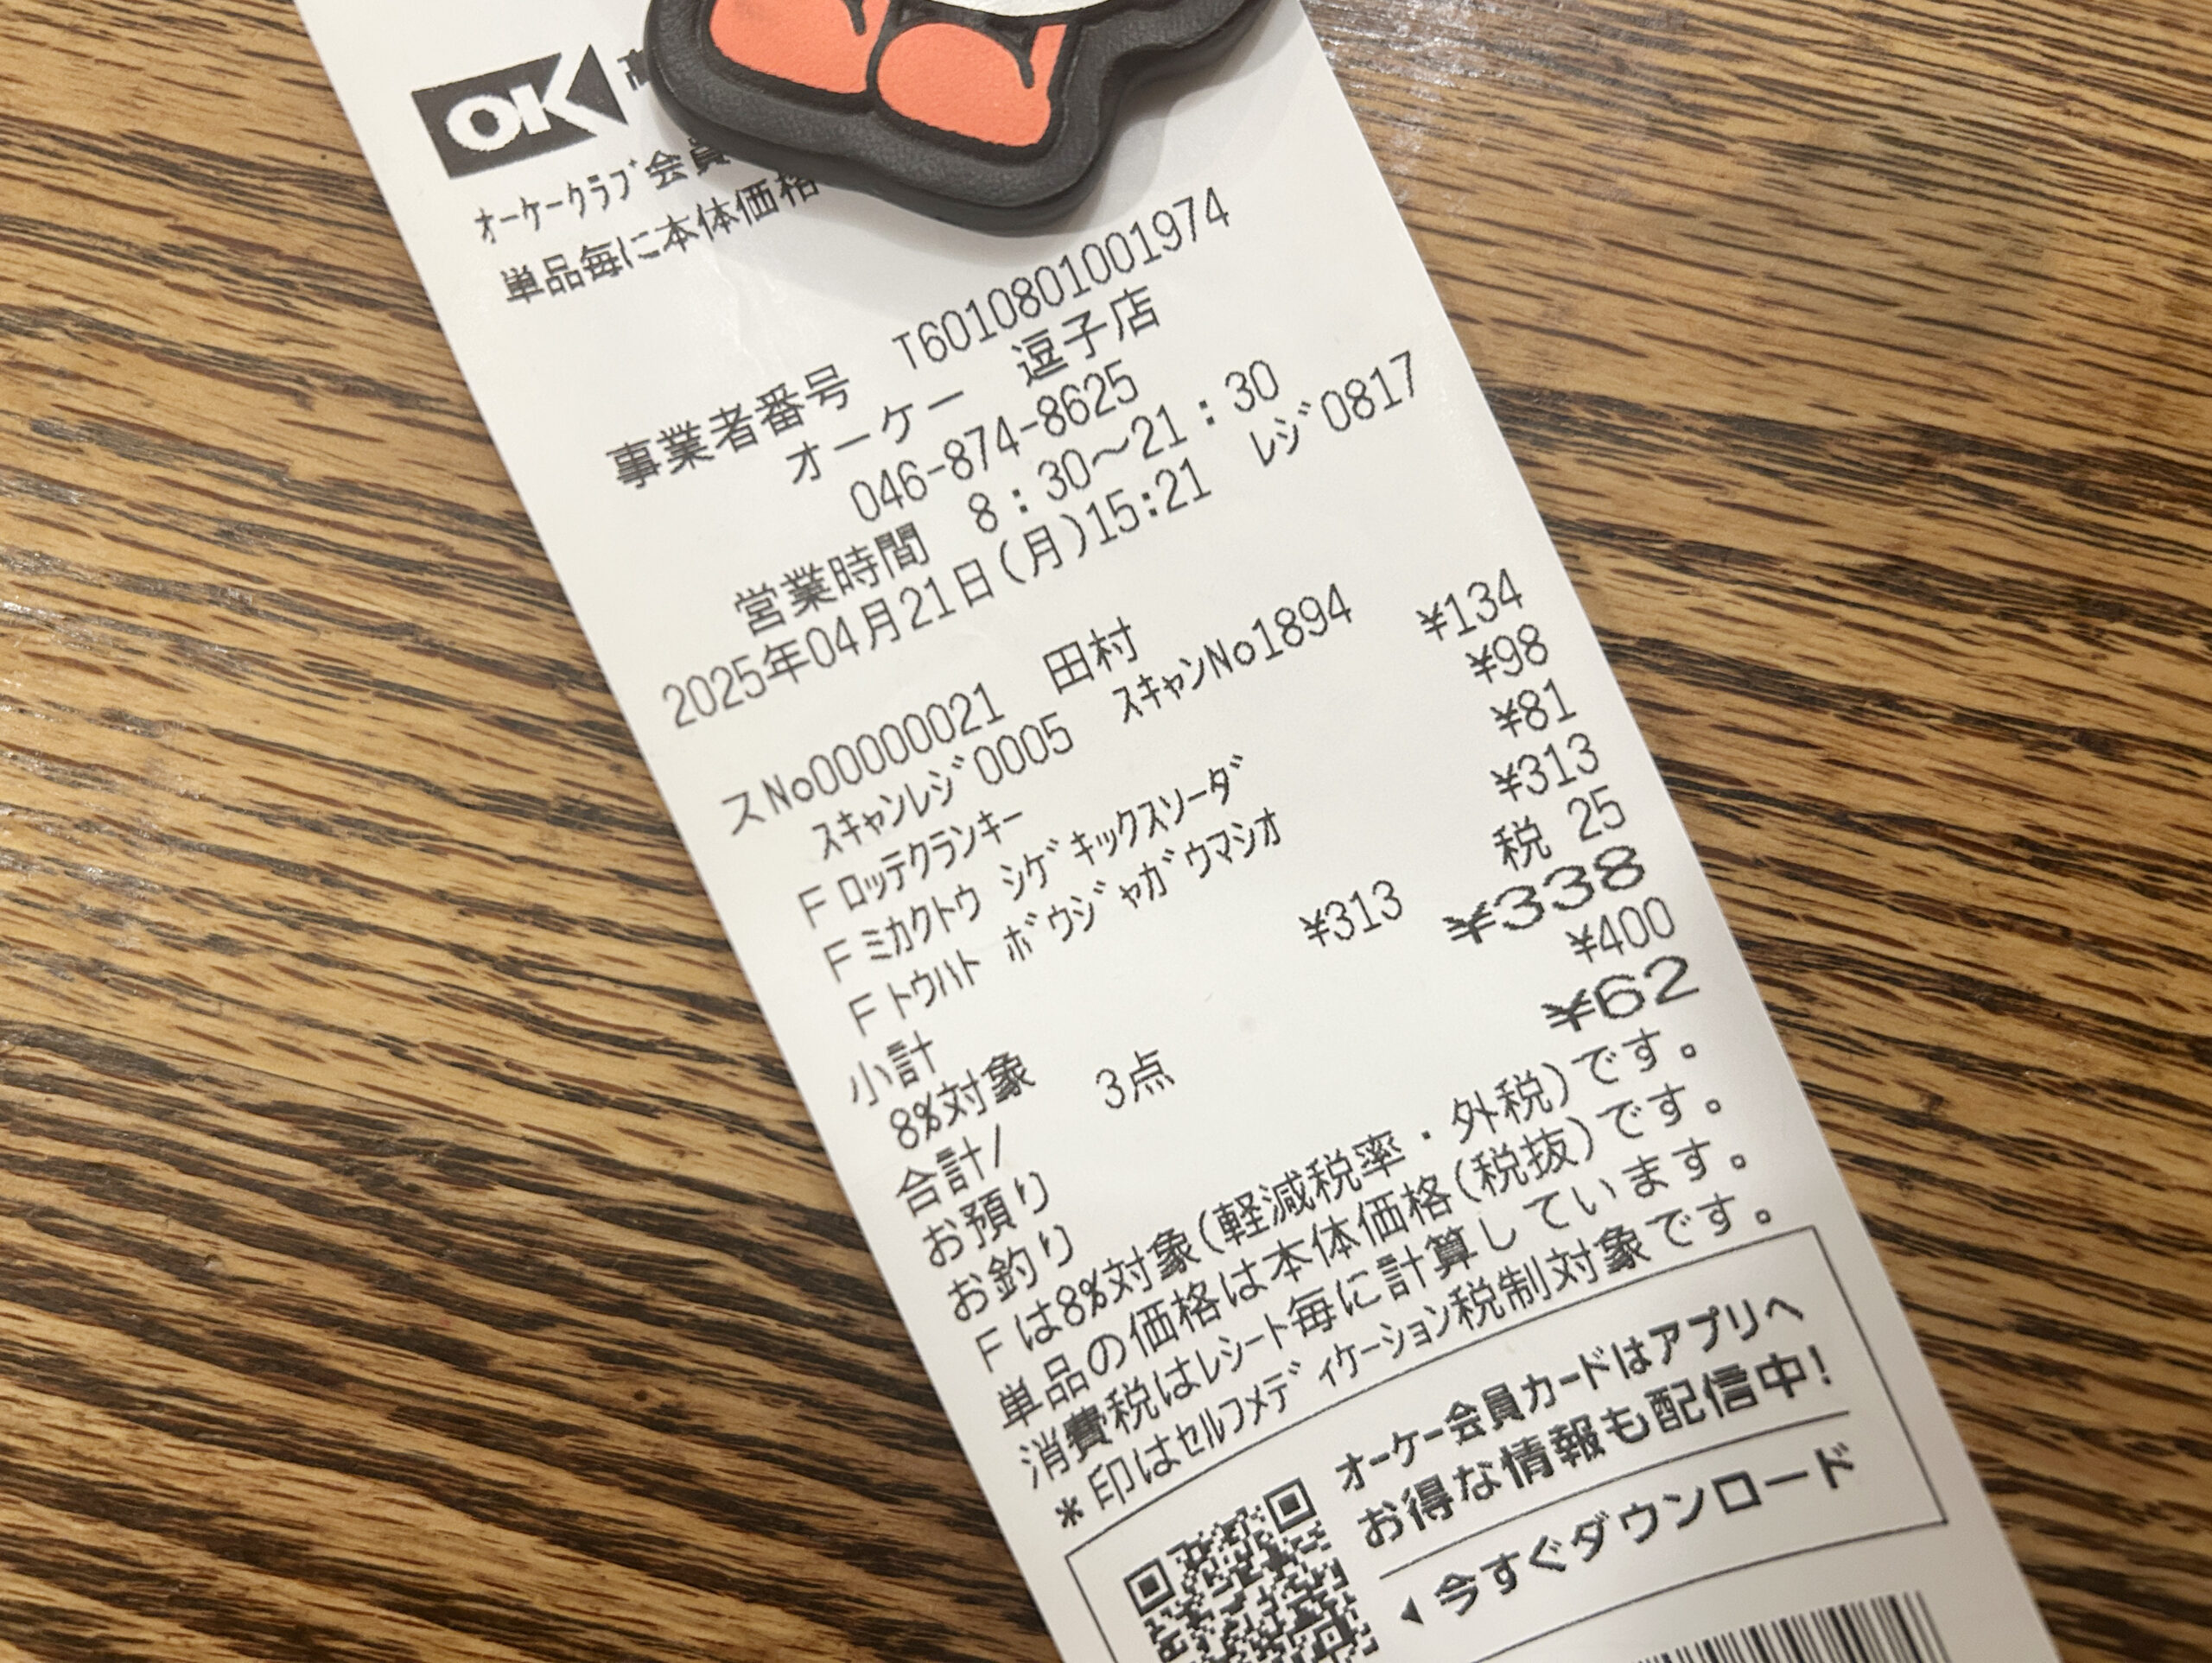 OK
オークラブ会員
単品毎に本体価格
事業者番号 T6010801001974
オーケー 逗子店
046-874-8625
営業時間 8:30~21:30
2025年04月21日(月)15:21 レジ0817
スNo00000021 田村
スキャンレジ0005 スキャンNo1894
F ロッテクランキー ¥134
F ミカクトウ シゲキックスソーダ ¥98
F トウハト ボウジャガウマシオ ¥81
小計 ¥313
8%対象 ¥313 税 25
合計/ 3点 ¥338
お預り ¥400
お釣り ¥62
F は8%対象(軽減税率・外税)です。
単品の価格は本体価格(税抜)です。
消費税はレシート毎に計算しています。
* 印はセルフメディケーション税制対象です。
オーケー会員カードはアプリへ
お得な情報も配信中!
今すぐダウンロード